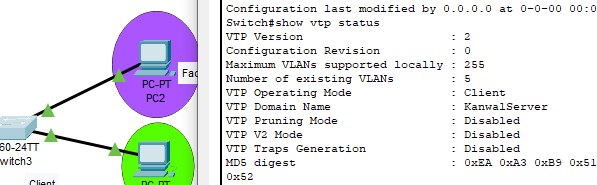 PC-PT
PC2
Fac
60-24TT
witch3
Client
PC-PT
Configuration last modified by 0.0.0.0 at 0-0-00 00:0
Switch#show vtp status
VTP Version : 2
Configuration Revision : 0
Maximum VLANs supported locally : 255
Number of existing VLANs : 5
VTP Operating Mode : Client
VTP Domain Name : KanwalServer
VTP Pruning Mode : Disabled
VTP V2 Mode : Disabled
VTP Traps Generation : Disabled
MD5 digest : 0xEA 0xA3 0xB9 0x51
0x52